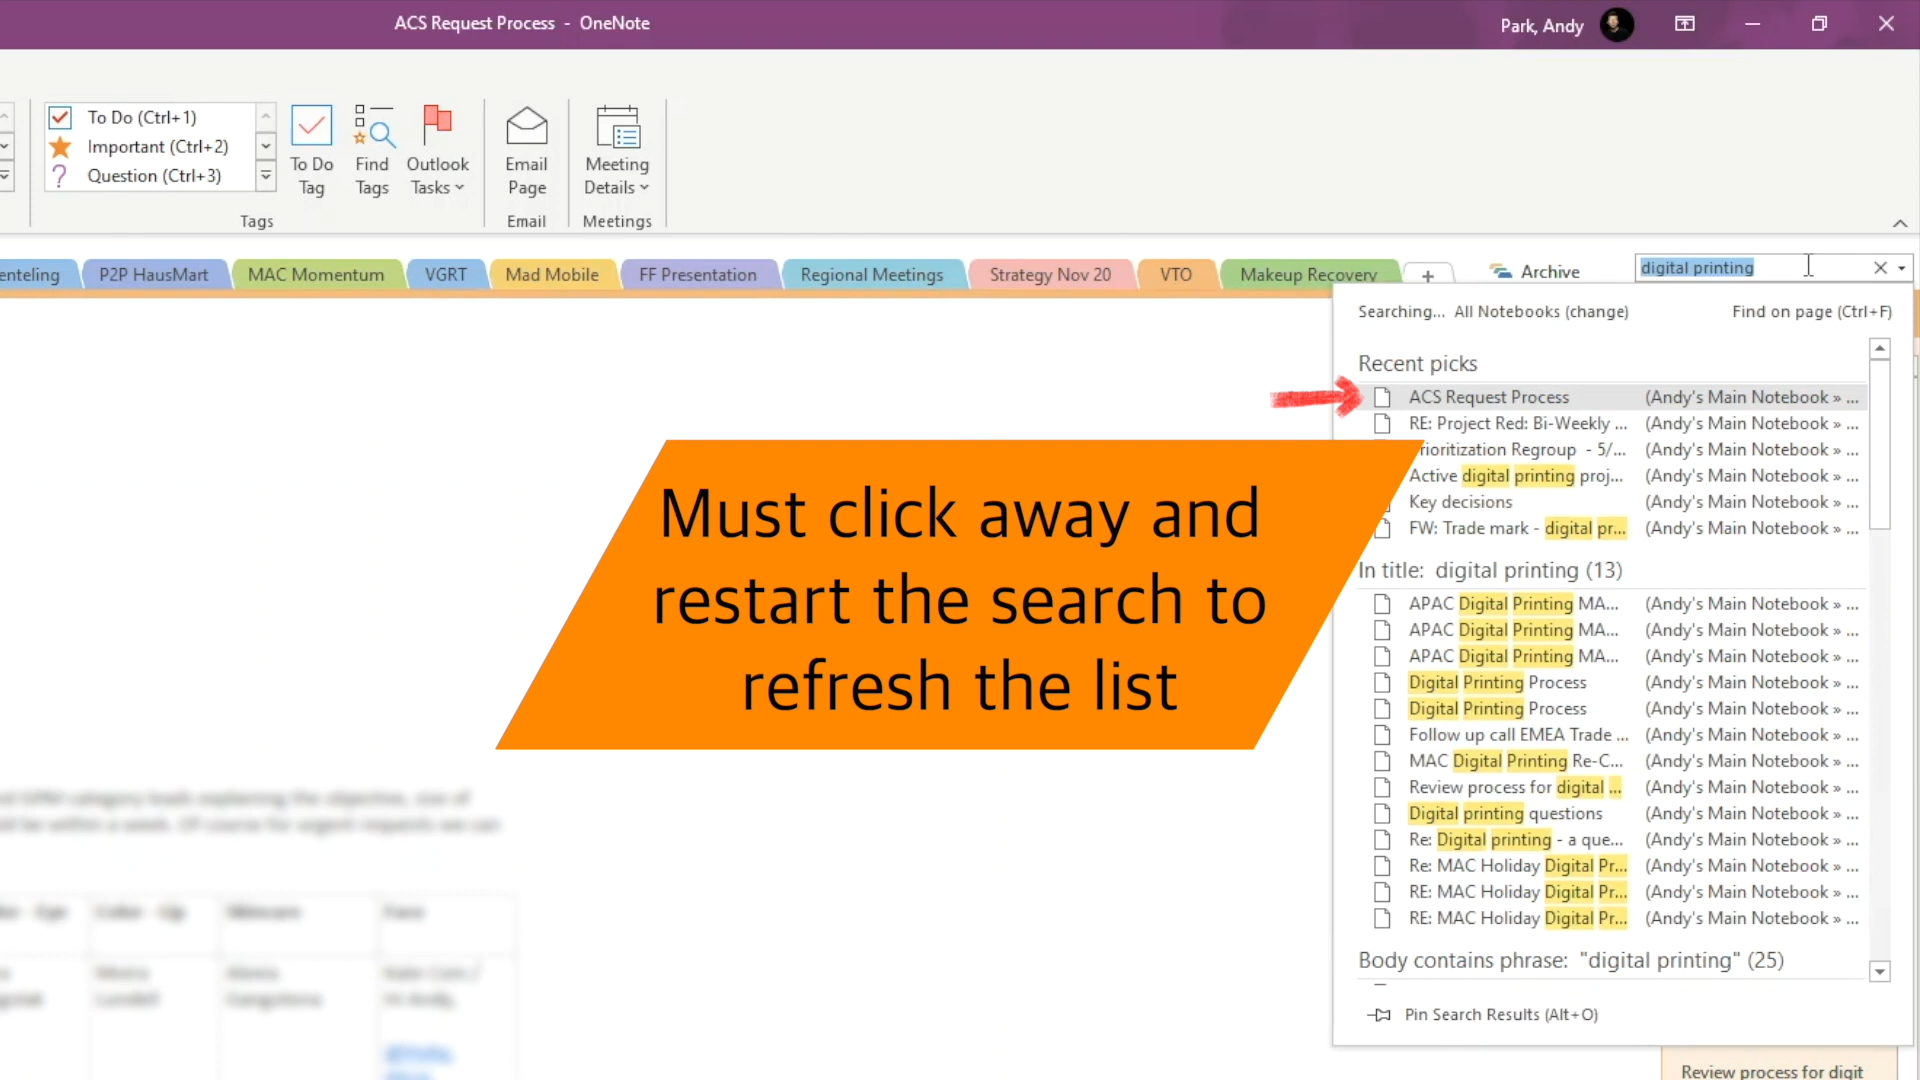 ACS Request Process - OneNote
Park, Andy
To Do (Ctrl+1)
Important (Ctrl+2)
Question (Ctrl+3)
To Do
Tag
Find
Tags
Outlook
Tasks
Email
Page
Meeting
Details
Tags
Email
Meetings
enteling
P2P HausMart
MAC Momentum
VGRT
Mad Mobile
FF Presentation
Regional Meetings
Strategy Nov 20
VTO
Makeup Recovery
+
Archive
digital printing
Searching... All Notebooks (change)
Find on page (Ctrl+F)
Recent picks
ACS Request Process (Andy's Main Notebook » ...
RE: Project Red: Bi-Weekly ... (Andy's Main Notebook » ...
rioritization Regroup - 5/... (Andy's Main Notebook » ...
Active digital printing proj... (Andy's Main Notebook » ...
Key decisions (Andy's Main Notebook » ...
FW: Trade mark - digital pr... (Andy's Main Notebook » ...
Must click away and
restart the search to
refresh the list
In title: digital printing (13)
APAC Digital Printing MA... (Andy's Main Notebook » ...
APAC Digital Printing MA... (Andy's Main Notebook » ...
APAC Digital Printing MA... (Andy's Main Notebook » ...
Digital Printing Process (Andy's Main Notebook » ...
Digital Printing Process (Andy's Main Notebook » ...
Follow up call EMEA Trade ... (Andy's Main Notebook » ...
MAC Digital Printing Re-C... (Andy's Main Notebook » ...
Review process for digital ... (Andy's Main Notebook » ...
Digital printing questions (Andy's Main Notebook » ...
Re: Digital printing - a que... (Andy's Main Notebook » ...
Re: MAC Holiday Digital Pr... (Andy's Main Notebook » ...
RE: MAC Holiday Digital Pr... (Andy's Main Notebook » ...
RE: MAC Holiday Digital Pr... (Andy's Main Notebook » ...
Body contains phrase: "digital printing" (25)
Pin Search Results (Alt+O)
Review process for digit